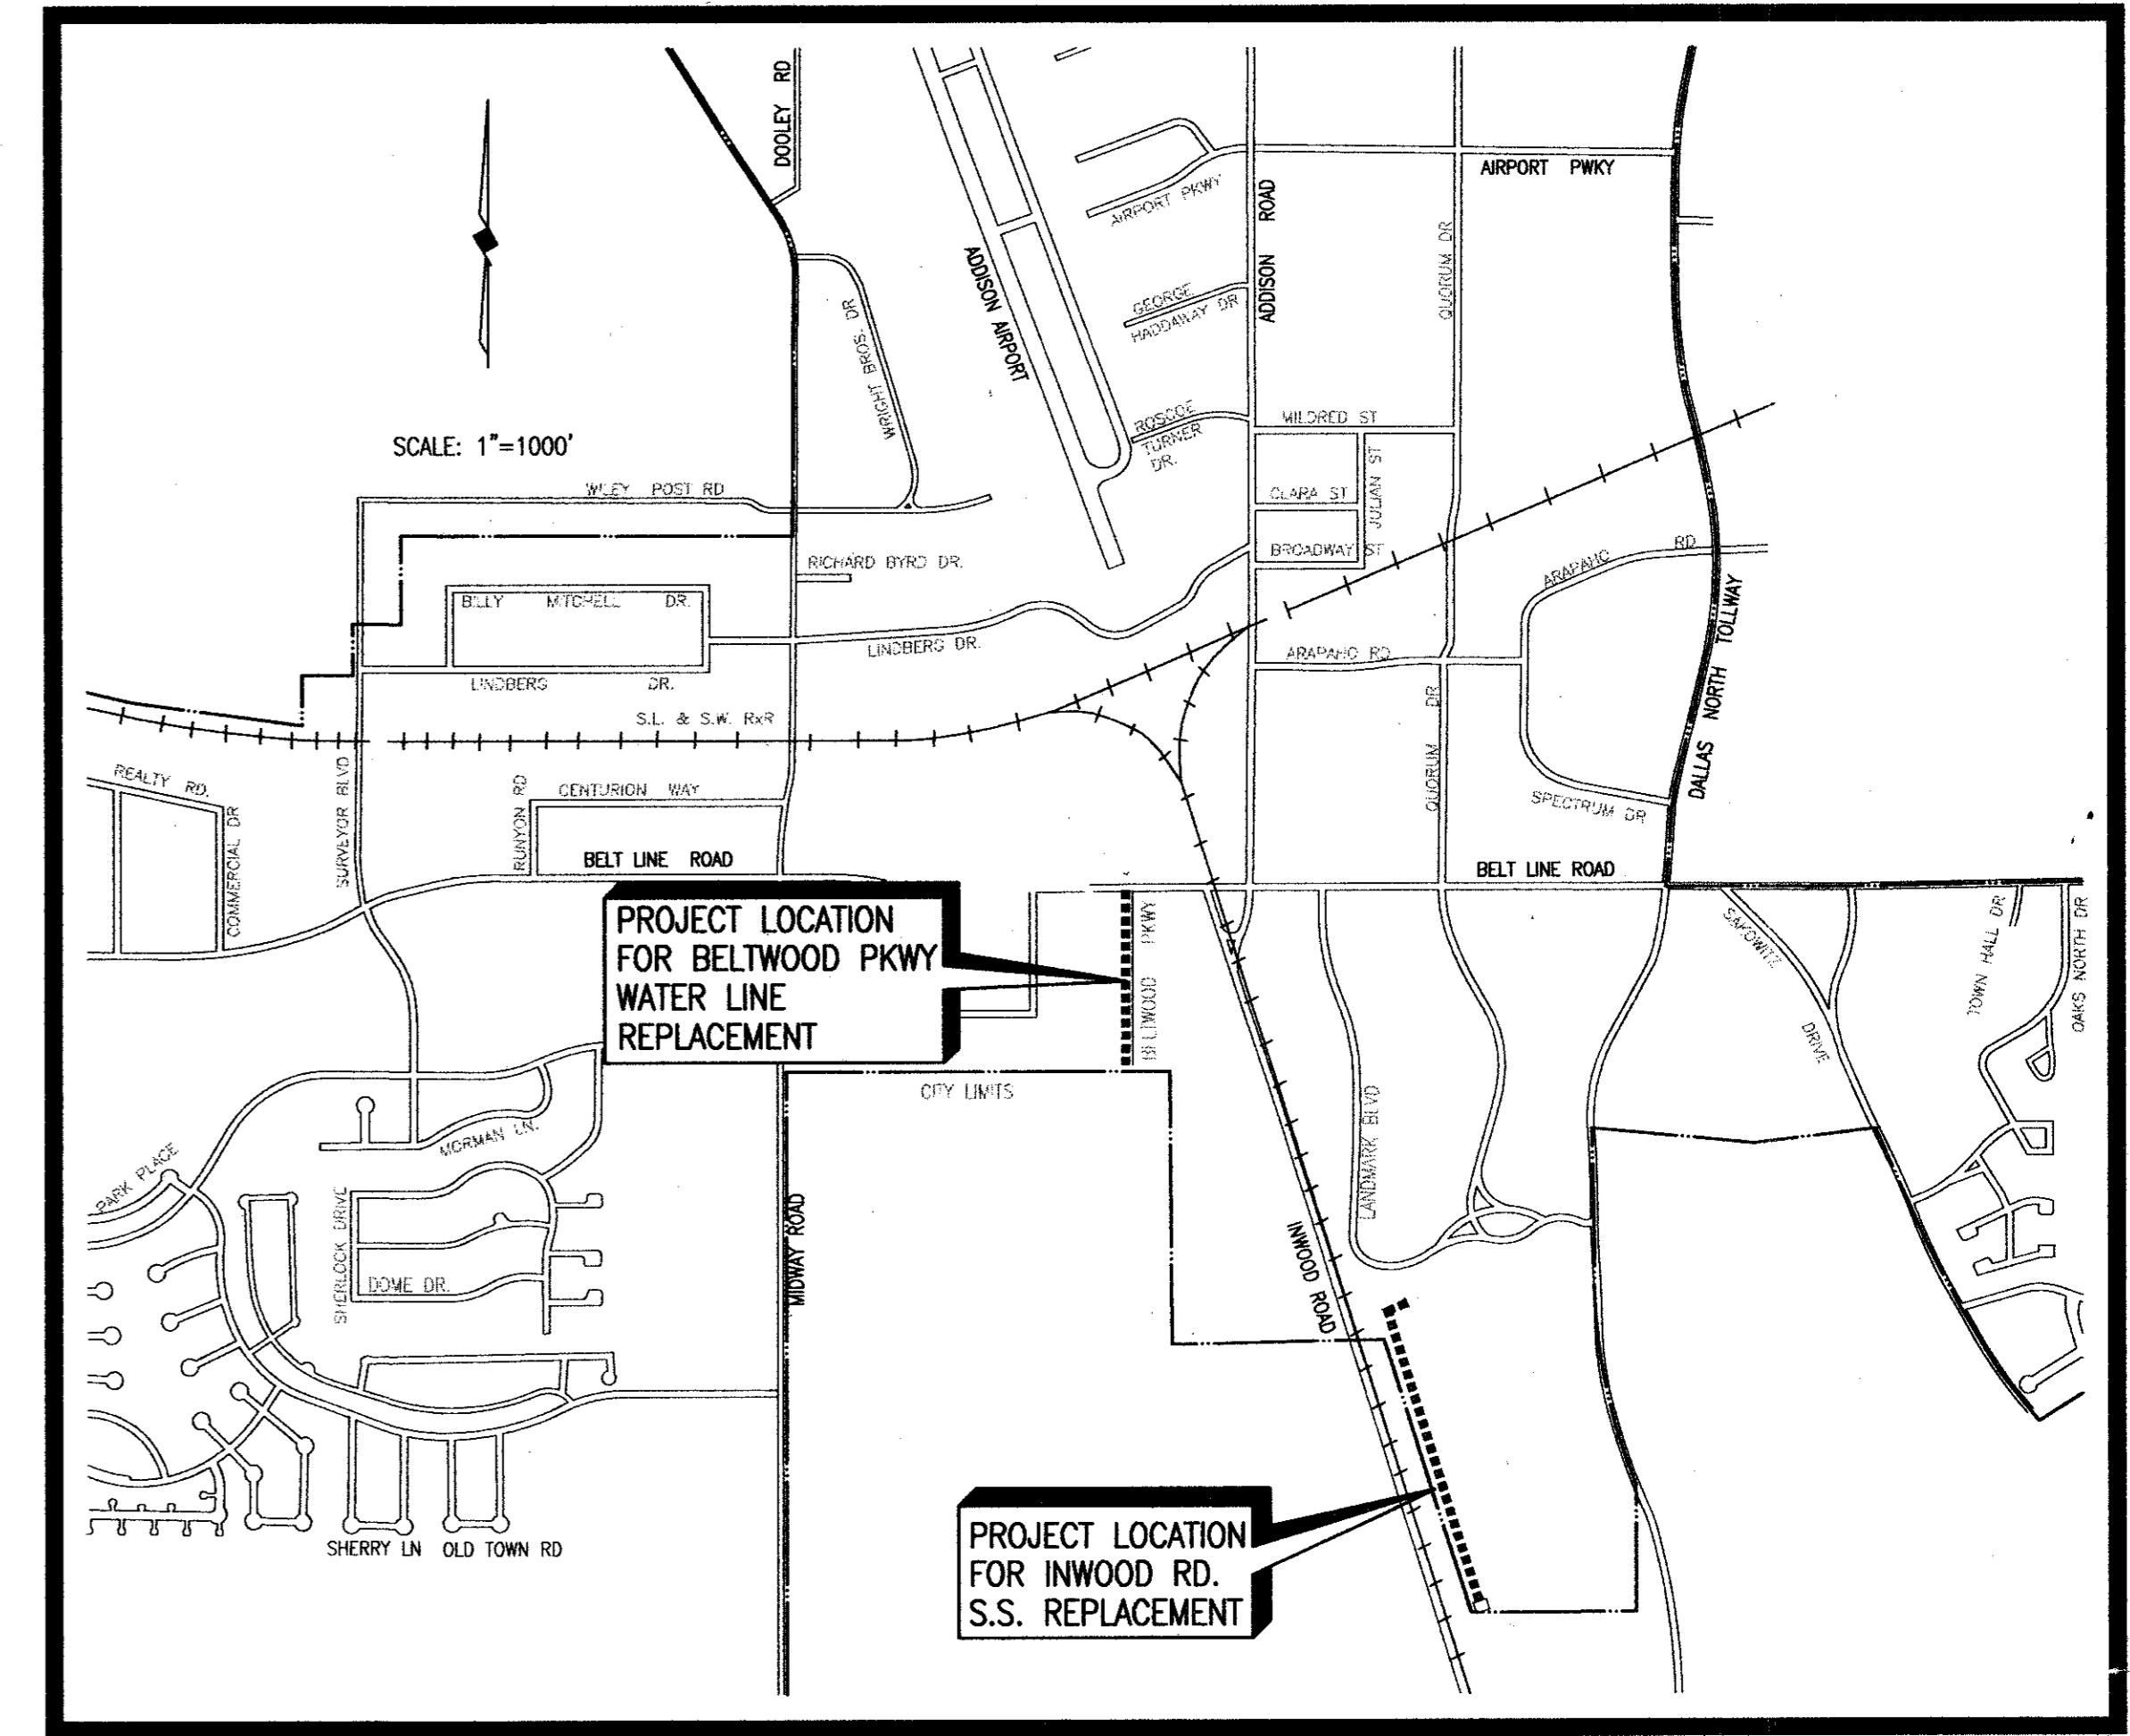 DOOLEY RD
AIRPORT PWKY
AIRPORT PKWY
ADDISON ROAD
QUORUM DR
ADDISON AIRPORT
GEORGE
HADDAWAY DR
WRIGHT BROS. DR
SCALE: 1"=1000'
ROSCOE
TURNER
DR.
MILDRED ST
JULIAN ST
CLARA ST
WILEY POST RD
BROADWAY ST
ARAPAHO RD
RICHARD BYRD DR.
BILLY MITCHELL DR.
LINDBERG DR.
ARAPAHO RD
DALLAS NORTH TOLLWAY
LINDBERG DR.
S.L. & S.W. RxR
QUORUM DR
REALTY RD.
COMMERCIAL DR
SURVEYOR BLVD
RUNYON RD
CENTURION WAY
SPECTRUM DR
BELT LINE ROAD
BELT LINE ROAD
PROJECT LOCATION
FOR BELTWOOD PKWY
WATER LINE
REPLACEMENT
BELTWOOD PKWY
SAKOWITZ
DRIVE
TOWN HALL DR
OAKS NORTH DR
CITY LIMITS
LANDMARK BLVD
MORMAN LN.
PARK PLACE
SHERLOCK DRIVE
DOME DR.
MIDWAY ROAD
INWOOD ROAD
PROJECT LOCATION
FOR INWOOD RD.
S.S. REPLACEMENT
SHERRY LN OLD TOWN RD